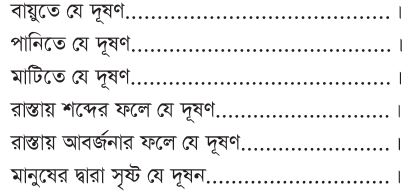 বায়ুতে যে দূষণ.................................................. ।
পানিতে যে দূষণ................................................. ।
মাটিতে যে দূষণ................................................. ।
রাস্তায় শব্দের ফলে যে দূষণ................................. ।
রাস্তায় আবর্জনার ফলে যে দূষণ............................. ।
মানুষের দ্বারা সৃষ্ট যে দূষন................................... ।